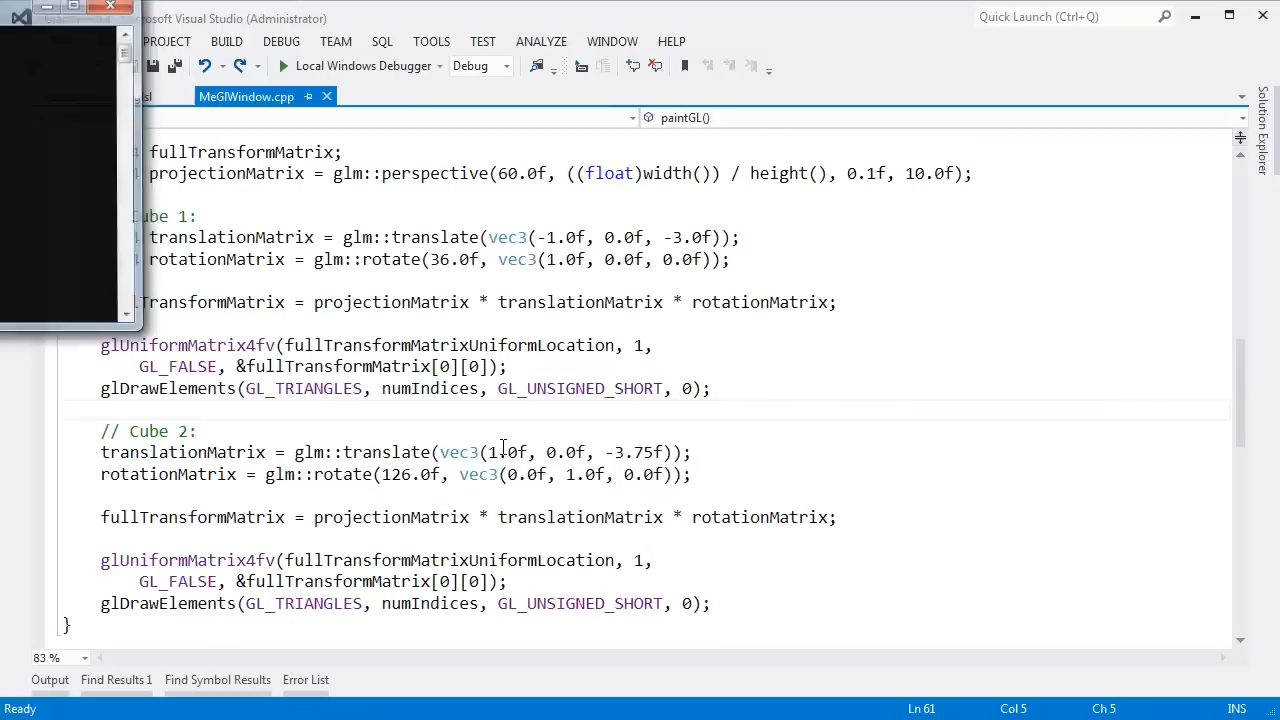 Microsoft Visual Studio (Administrator)
Quick Launch (Ctrl+Q)
PROJECT BUILD DEBUG TEAM SQL TOOLS TEST ANALYZE WINDOW HELP
Local Windows Debugger Debug
MeGlWindow.cpp
paintGL()
Solution Explorer
fullTransformMatrix;
projectionMatrix = glm::perspective(60.0f, ((float)width()) / height(), 0.1f, 10.0f);
Cube 1:
translationMatrix = glm::translate(vec3(-1.0f, 0.0f, -3.0f));
rotationMatrix = glm::rotate(36.0f, vec3(1.0f, 0.0f, 0.0f));
lTransformMatrix = projectionMatrix * translationMatrix * rotationMatrix;
glUniformMatrix4fv(fullTransformMatrixUniformLocation, 1,
GL_FALSE, &fullTransformMatrix[0][0]);
glDrawElements(GL_TRIANGLES, numIndices, GL_UNSIGNED_SHORT, 0);
// Cube 2:
translationMatrix = glm::translate(vec3(1.0f, 0.0f, -3.75f));
rotationMatrix = glm::rotate(126.0f, vec3(0.0f, 1.0f, 0.0f));
fullTransformMatrix = projectionMatrix * translationMatrix * rotationMatrix;
glUniformMatrix4fv(fullTransformMatrixUniformLocation, 1,
GL_FALSE, &fullTransformMatrix[0][0]);
glDrawElements(GL_TRIANGLES, numIndices, GL_UNSIGNED_SHORT, 0);
}
83 %
Output Find Results 1 Find Symbol Results Error List
Ready Ln 61 Col 5 Ch 5 INS